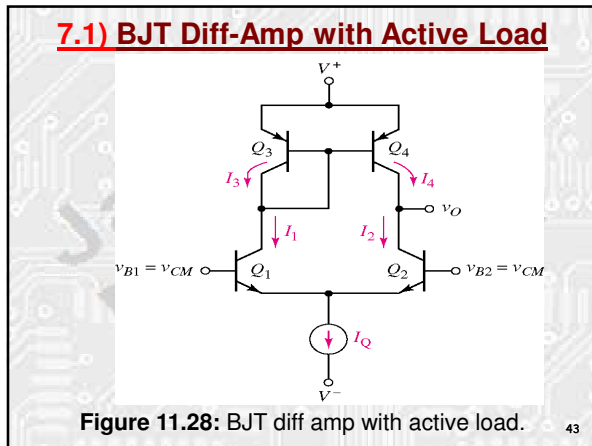 7.1) BJT Diff-Amp with Active Load
V⁺
Q₃
Q₄
I₃
I₄
v_O
I₁
I₂
v_B1 = v_CM
Q₁
Q₂
v_B2 = v_CM
I_Q
V⁻
Figure 11.28: BJT diff amp with active load.
43